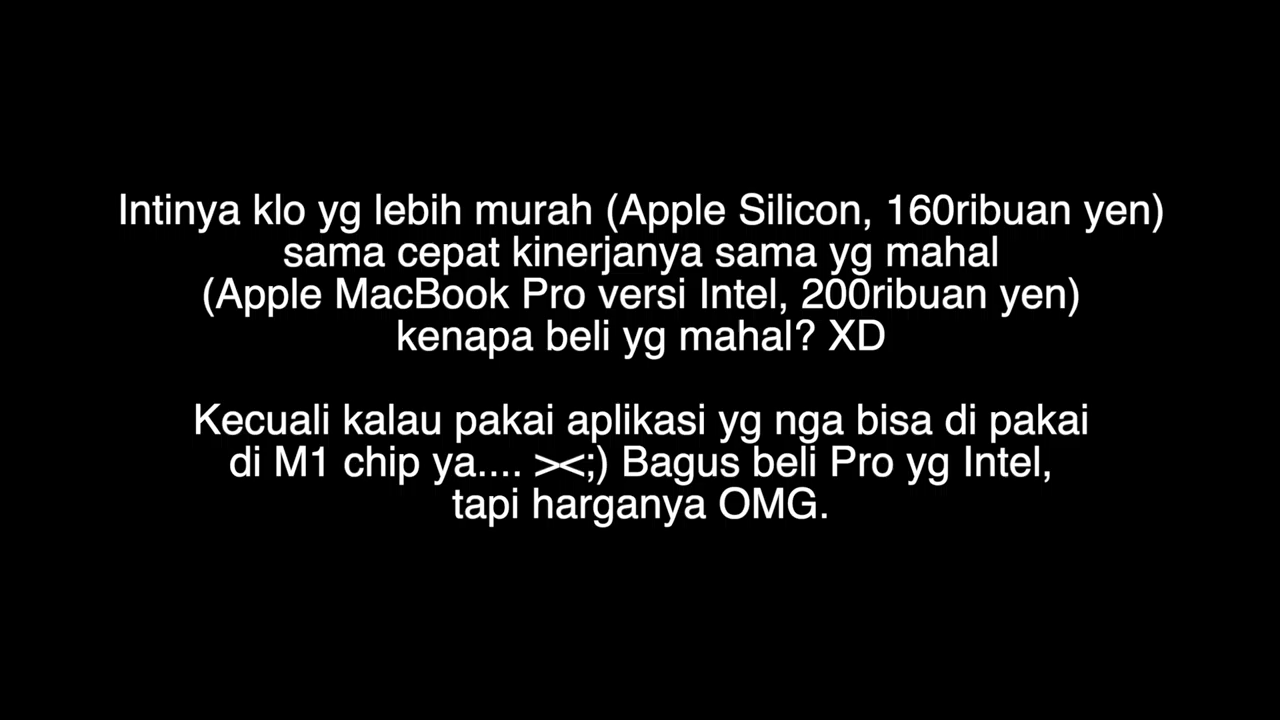 Intinya klo yg lebih murah (Apple Silicon, 160ribuan yen)
sama cepat kinerjanya sama yg mahal
(Apple MacBook Pro versi Intel, 200ribuan yen)
kenapa beli yg mahal? XD
Kecuali kalau pakai aplikasi yg nga bisa di pakai
di M1 chip ya.... ><;) Bagus beli Pro yg Intel,
tapi harganya OMG.